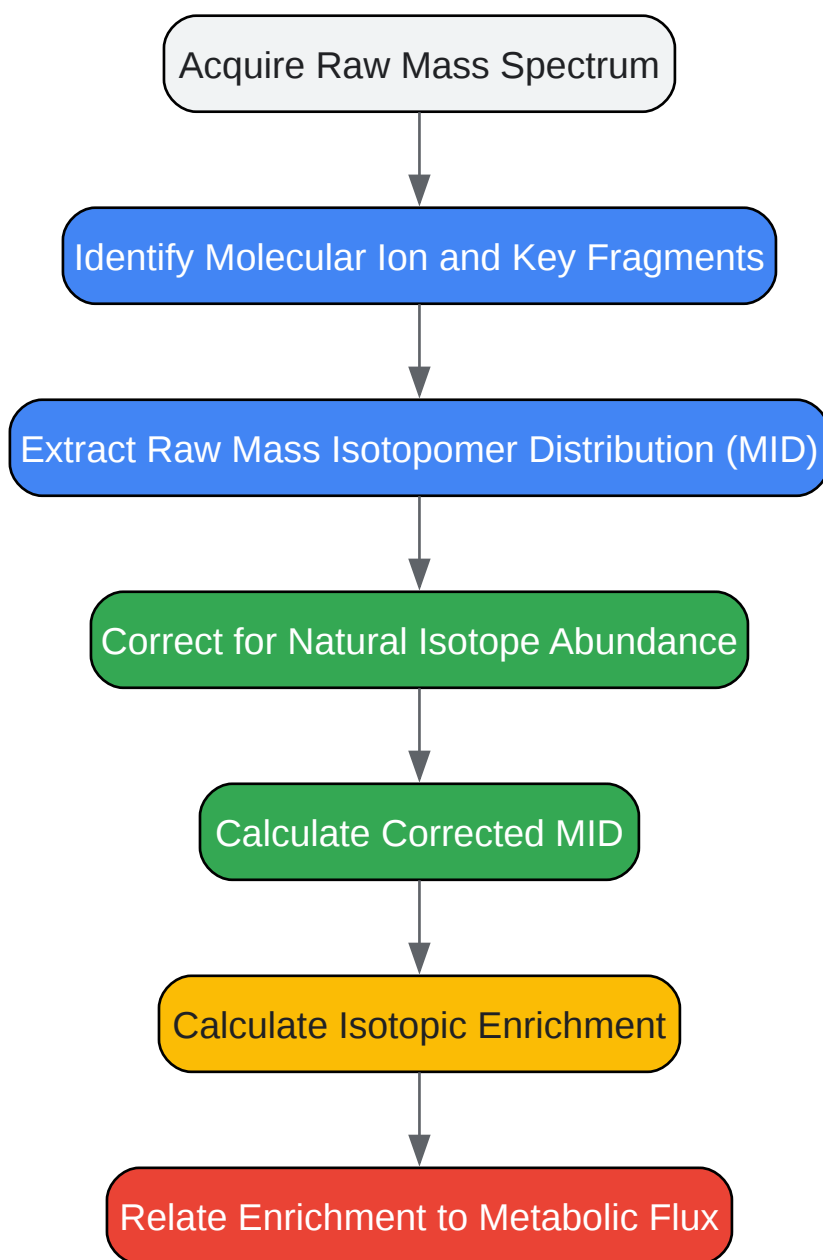 Acquire Raw Mass Spectrum
Identify Molecular Ion and Key Fragments
Extract Raw Mass Isotopomer Distribution (MID)
Correct for Natural Isotope Abundance
Calculate Corrected MID
Calculate Isotopic Enrichment
Relate Enrichment to Metabolic Flux